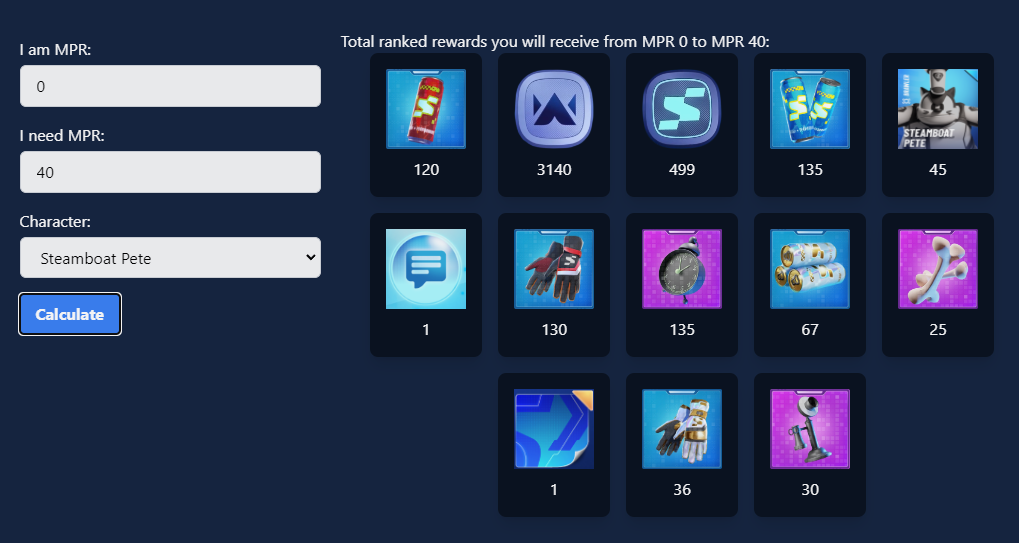 I am MPR:
0
I need MPR:
40
Character:
Steamboat Pete
Calculate
Total ranked rewards you will receive from MPR 0 to MPR 40:
120
3140
499
135
STEAMBOAT
PETE
45
1
130
135
67
25
1
36
30